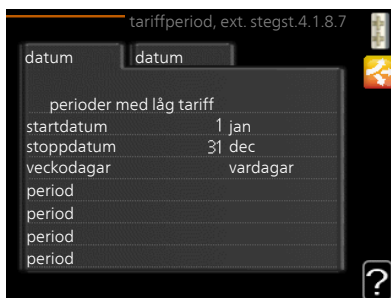 tariffperiod, ext. stegst.4.1.8.7
datum datum
perioder med låg tariff
startdatum 1 jan
stoppdatum 31 dec
veckodagar vardagar
period
period
period
period
?